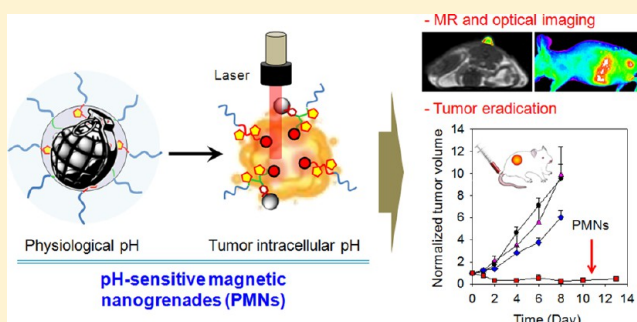 - MR and optical imaging
Laser
- Tumor eradication
Normalized tumor volume
14
12
10
8
6
4
2
0
PMNs
0 2 4 6 8 10 12 14
Time (Day)
Physiological pH
Tumor intracellular pH
pH-sensitive magnetic
nanogrenades (PMNs)